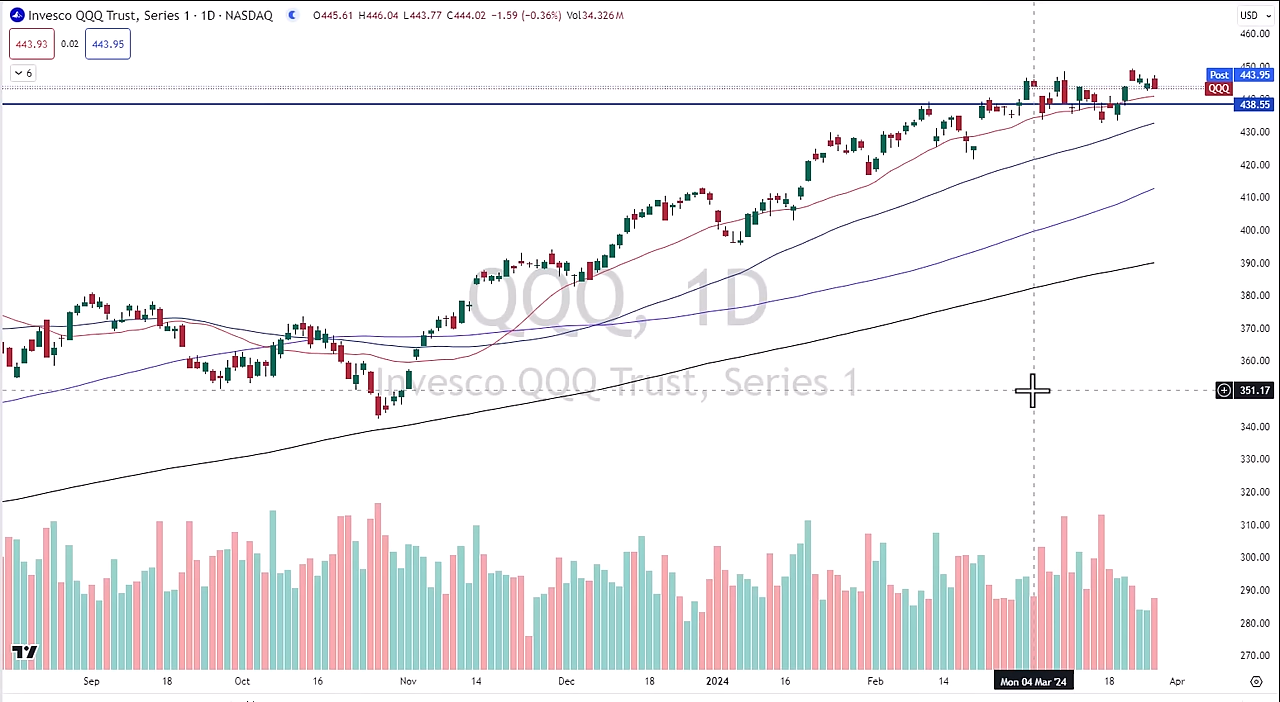 Invesco QQQ Trust, Series 1 · 1D · NASDAQ O445.61 H446.04 L443.77 C444.02 −1.59 (−0.36%) Vol34.326M
USD
443.93 0.02 443.95
6
460.00
450.00
Post 443.95
QQQ
438.55
430.00
420.00
410.00
400.00
390.00
380.00
370.00
360.00
351.17
340.00
330.00
320.00
310.00
300.00
290.00
280.00
270.00
QQQ, 1D
Invesco QQQ Trust, Series 1
Sep 18 Oct 16 Nov 14 Dec 18 2024 16 Feb 14 Mon 04 Mar '24 18 Apr